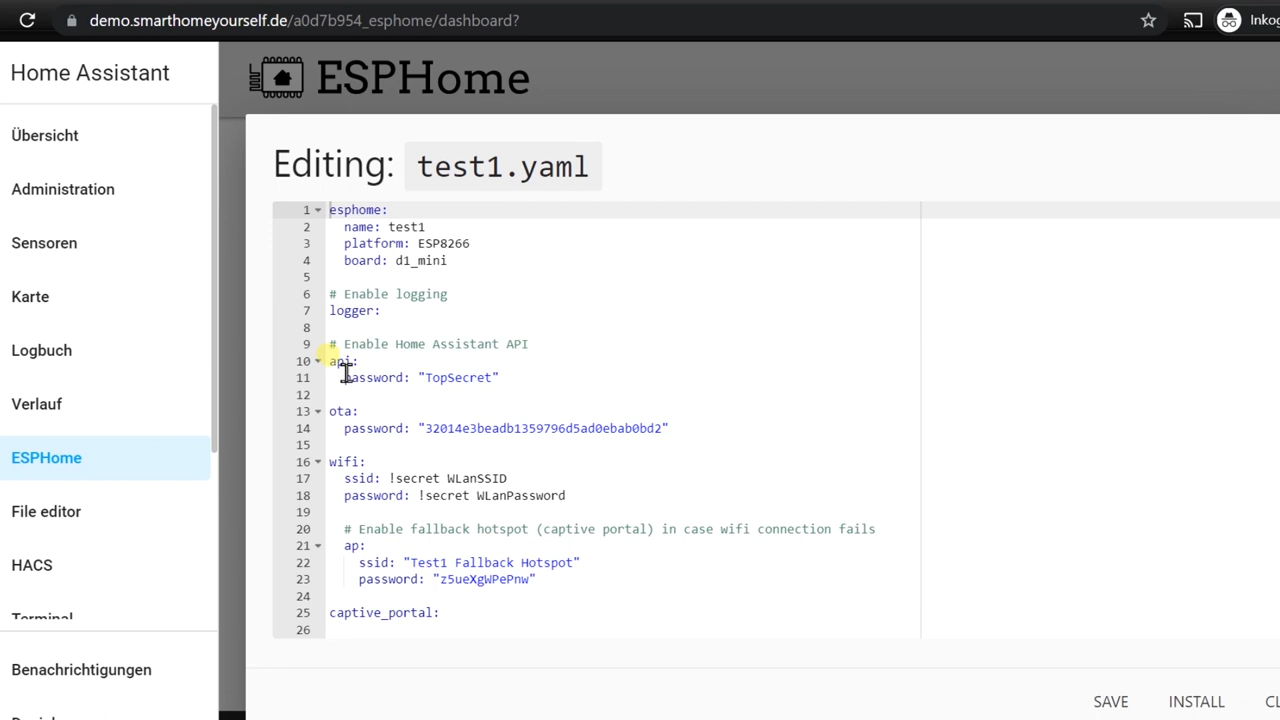 demo.smarthomeyourself.de/a0d7b954_esphome/dashboard?
Home Assistant
Übersicht
Administration
Sensoren
Karte
Logbuch
Verlauf
ESPHome
File editor
HACS
Terminal
Benachrichtigungen
ESPHome
Editing: test1.yaml
1 esphome:
2 name: test1
3 platform: ESP8266
4 board: d1_mini
5
6 # Enable logging
7 logger:
8
9 # Enable Home Assistant API
10 api:
11 password: "TopSecret"
12
13 ota:
14 password: "32014e3beadb1359796d5ad0ebab0bd2"
15
16 wifi:
17 ssid: !secret WLanSSID
18 password: !secret WLanPassword
19
20 # Enable fallback hotspot (captive portal) in case wifi connection fails
21 ap:
22 ssid: "Test1 Fallback Hotspot"
23 password: "z5ueXgWPePnw"
24
25 captive_portal:
26
SAVE INSTALL CL